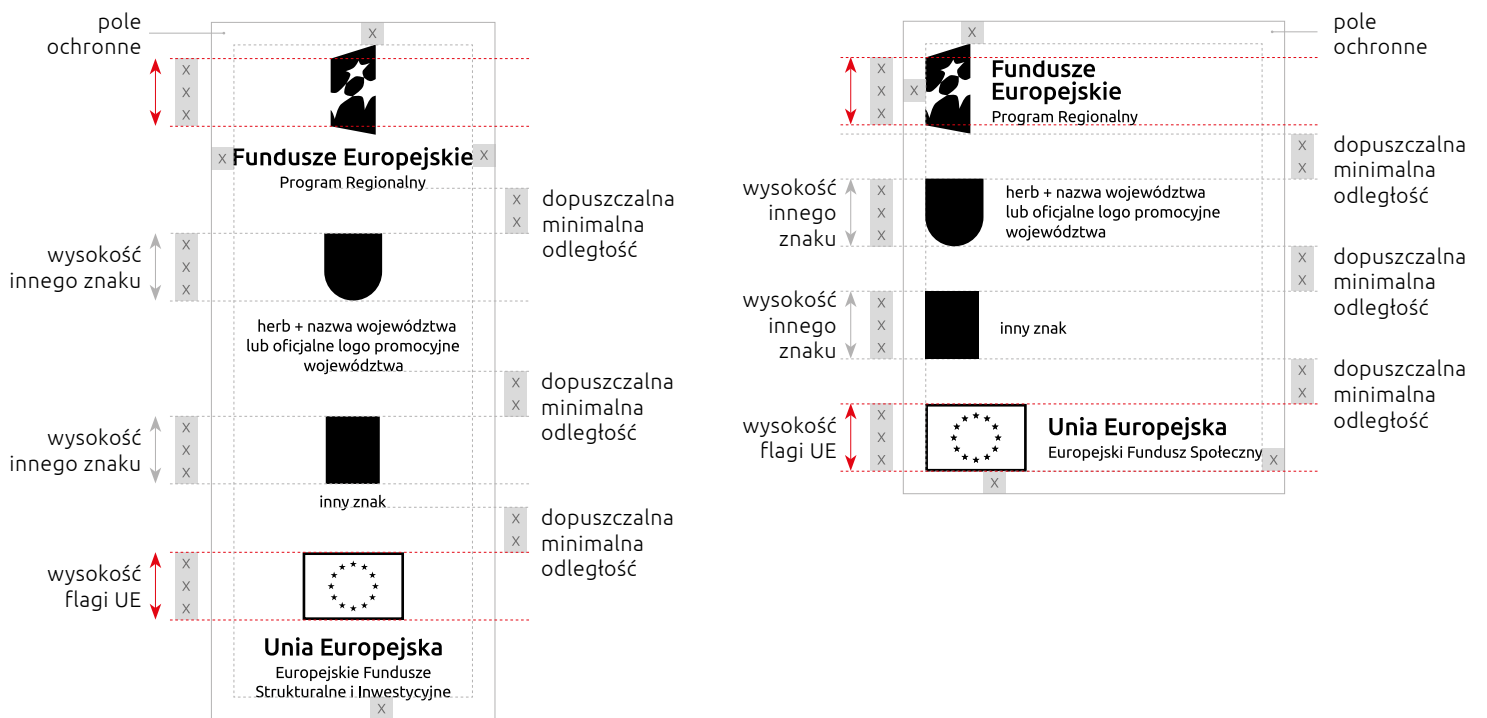 pole
ochronne
x
x
x
x
x
Fundusze Europejskie
x
Program Regionalny
x
x
dopuszczalna
minimalna
odległość
wysokość
innego znaku
x
x
x
herb + nazwa województwa
lub oficjalne logo promocyjne
województwa
x
x
dopuszczalna
minimalna
odległość
wysokość
innego znaku
x
x
x
inny znak
x
x
dopuszczalna
minimalna
odległość
wysokość
flagi UE
x
x
x
Unia Europejska
Europejskie Fundusze
Strukturalne i Inwestycyjne
x
x
pole
ochronne
x
x
x
x
Fundusze
Europejskie
Program Regionalny
x
x
dopuszczalna
minimalna
odległość
wysokość
innego
znaku
x
x
x
herb + nazwa województwa
lub oficjalne logo promocyjne
województwa
x
x
dopuszczalna
minimalna
odległość
wysokość
innego
znaku
x
x
x
inny znak
x
x
dopuszczalna
minimalna
odległość
wysokość
flagi UE
x
x
x
Unia Europejska
Europejski Fundusz Społeczny
x
x